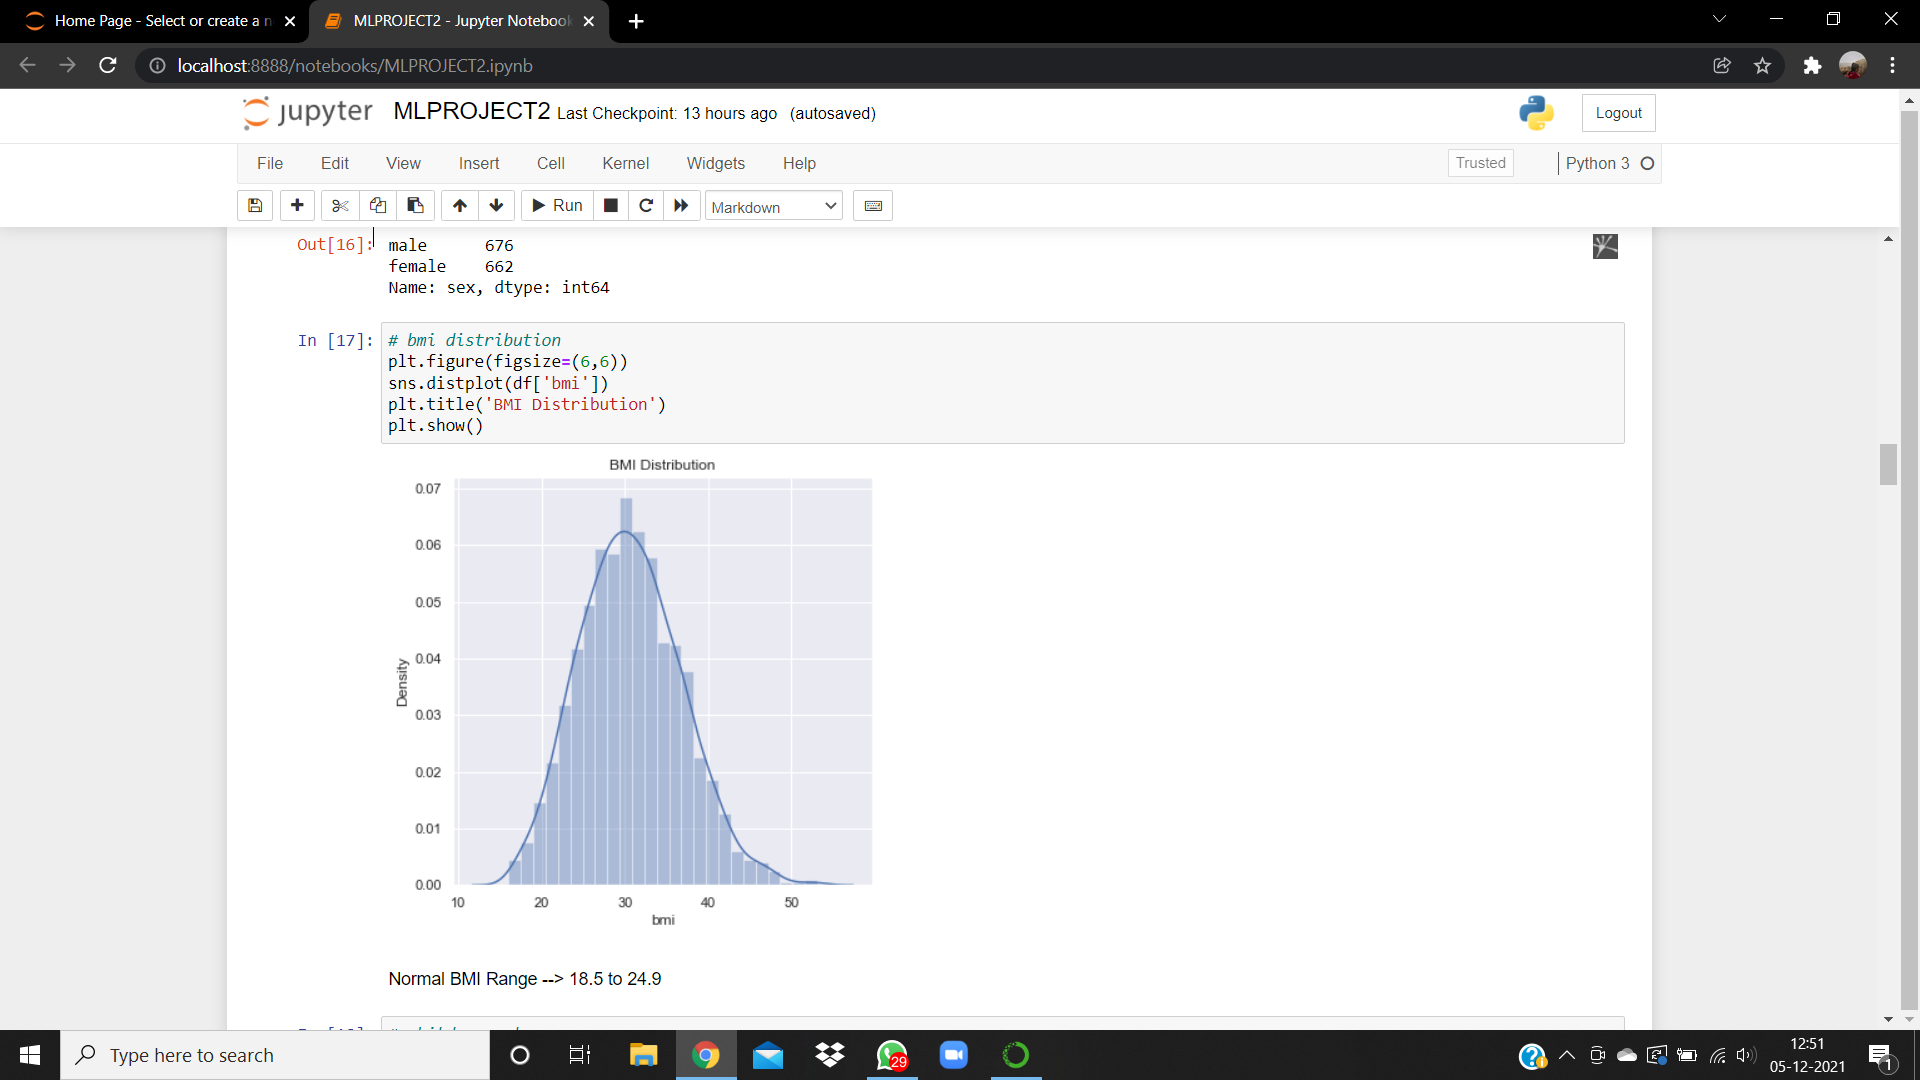 Home Page - Select or create a n
MLPROJECT2 - Jupyter Notebook
localhost:8888/notebooks/MLPROJECT2.ipynb
jupyter MLPROJECT2 Last Checkpoint: 13 hours ago (autosaved)
Logout
File Edit View Insert Cell Kernel Widgets Help
Trusted
Python 3
Run
Markdown
Out[16]: male 676
female 662
Name: sex, dtype: int64
In [17]: # bmi distribution
plt.figure(figsize=(6,6))
sns.distplot(df['bmi'])
plt.title('BMI Distribution')
plt.show()
BMI Distribution
0.07
0.06
0.05
0.04
0.03
0.02
0.01
0.00
Density
10 20 30 40 50
bmi
Normal BMI Range --> 18.5 to 24.9
Type here to search
29
12:51
05-12-2021
1